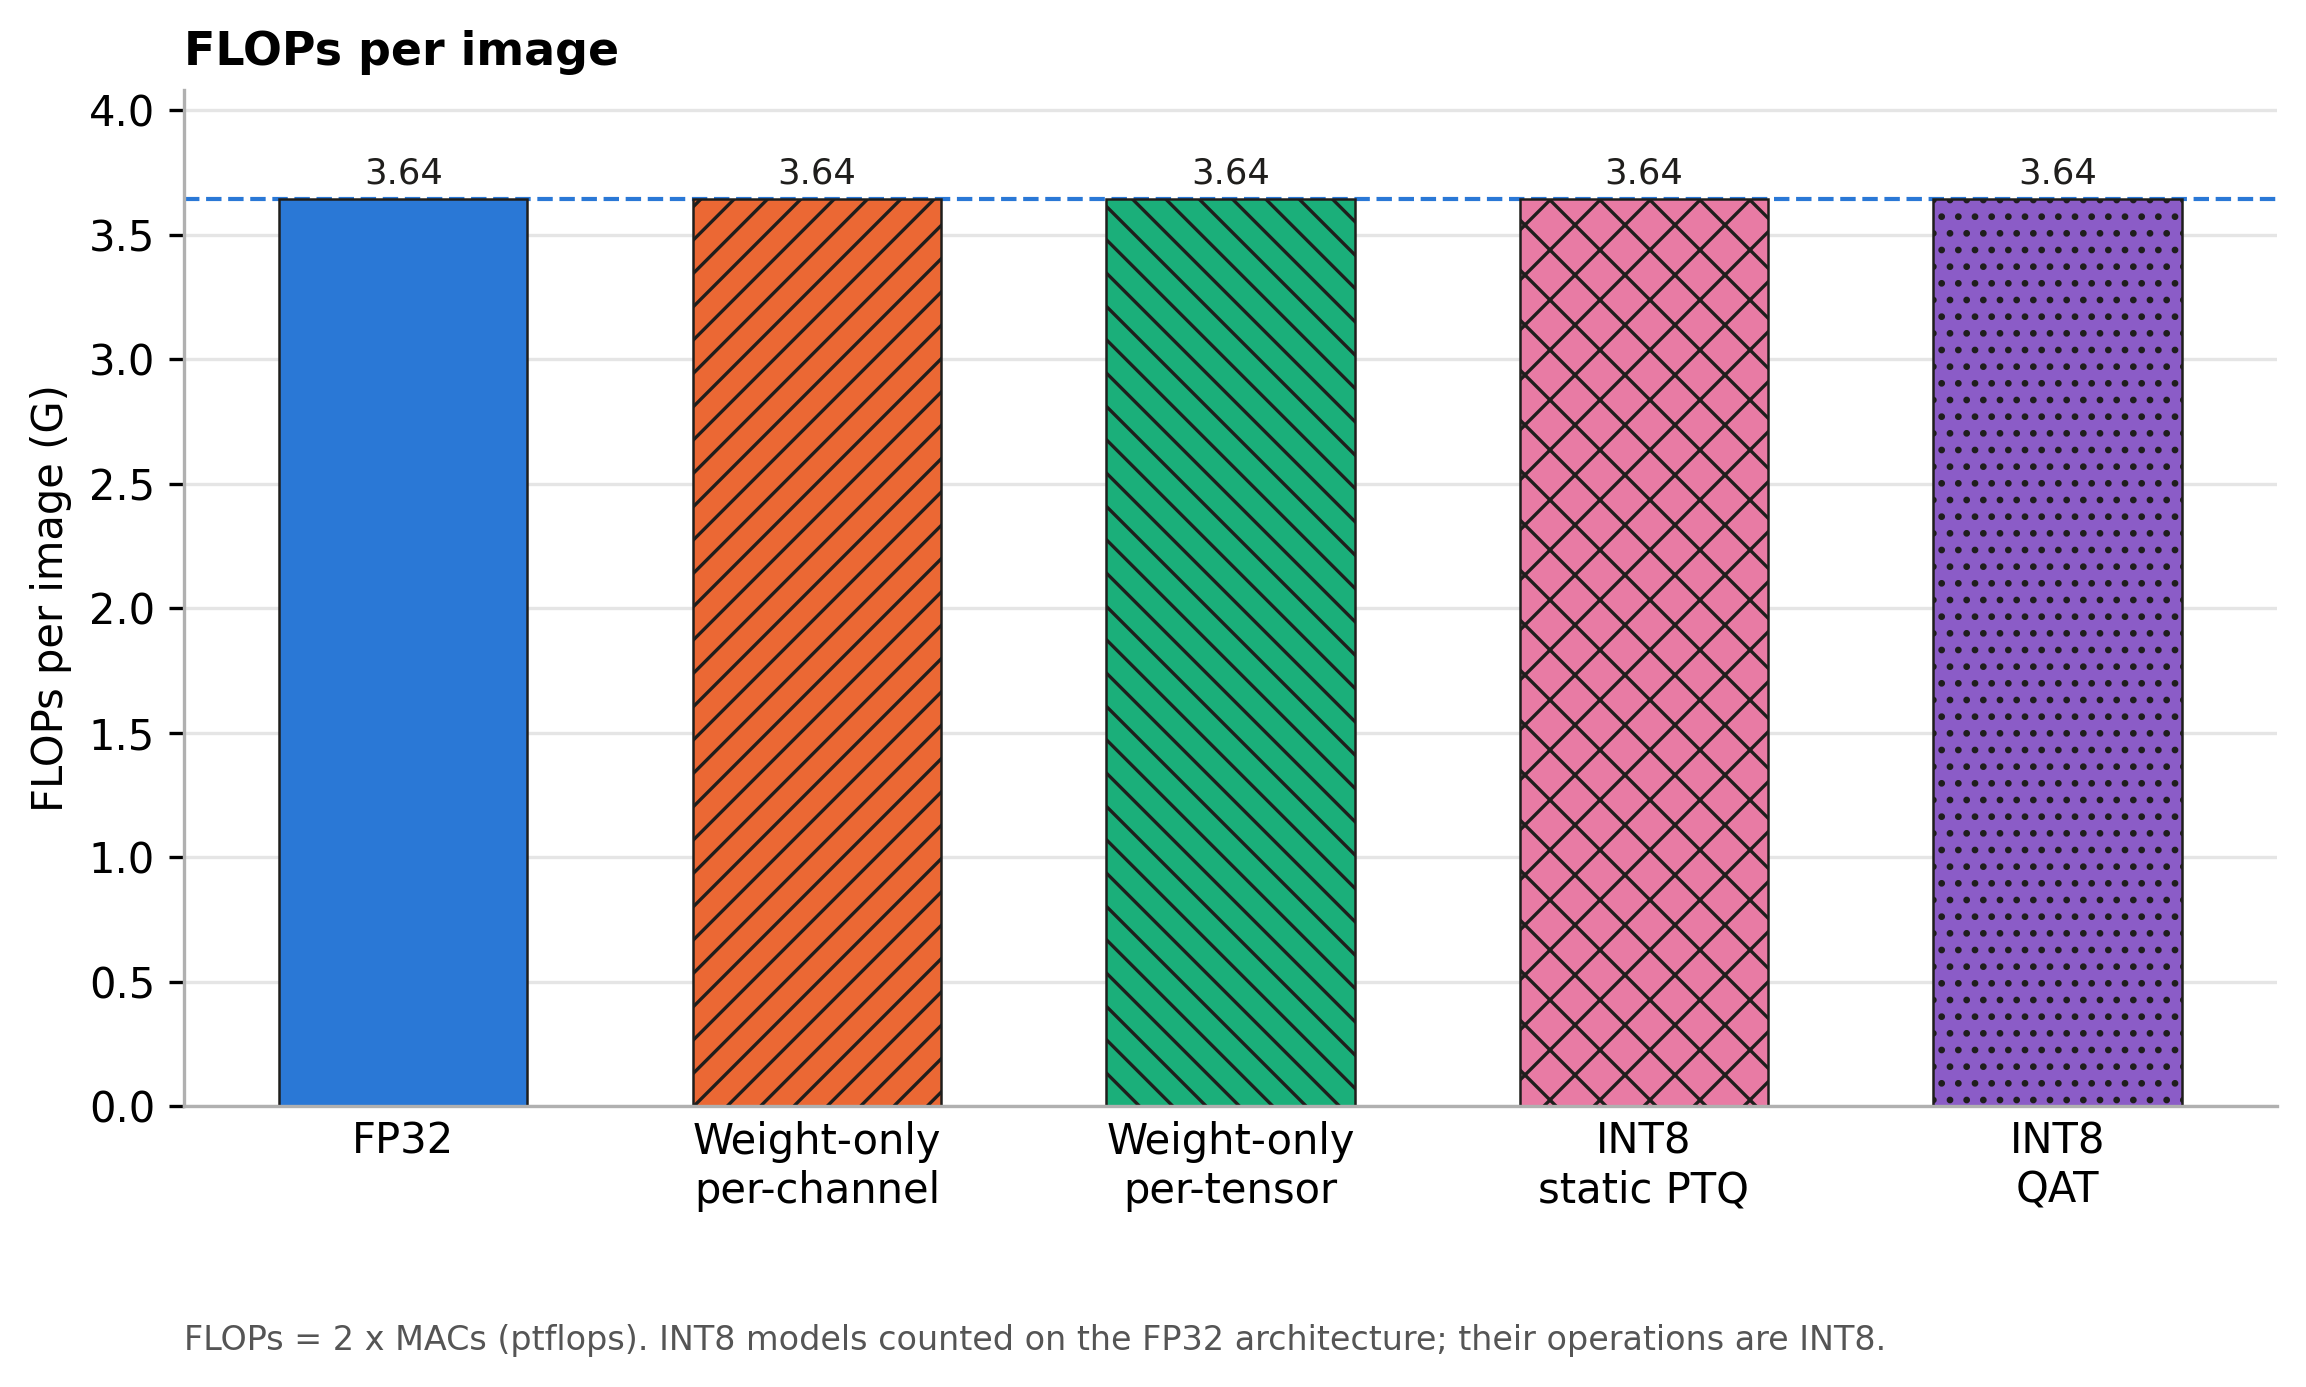 FLOPs per image
4.0
3.5
3.0
2.5
2.0
1.5
1.0
0.5
0.0
FLOPs per image (G)
3.64
3.64
3.64
3.64
3.64
FP32
Weight-only
per-channel
Weight-only
per-tensor
INT8
static PTQ
INT8
QAT
FLOPs = 2 x MACs (ptflops). INT8 models counted on the FP32 architecture; their operations are INT8.